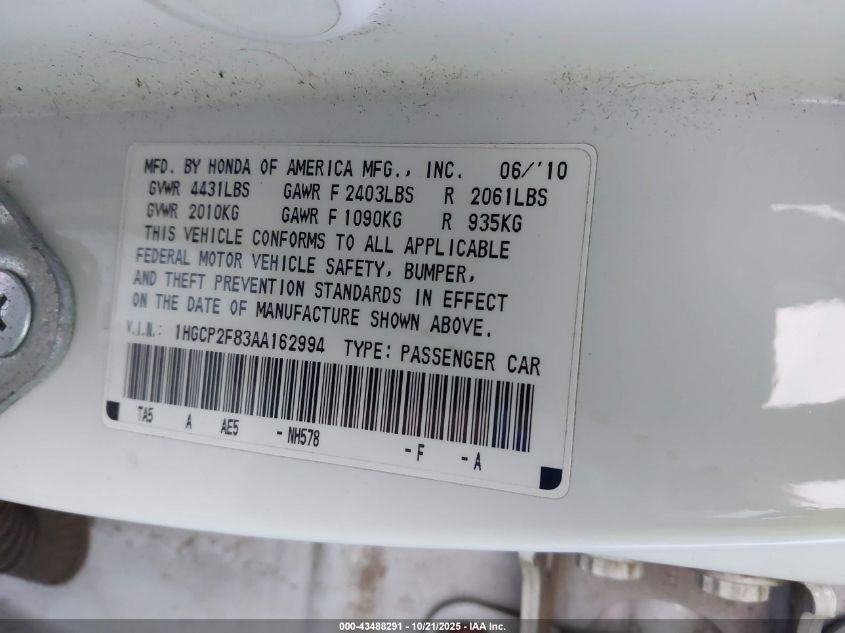 MFD. BY HONDA OF AMERICA MFG., INC. 06/'10
GVWR 4431LBS GAWR F 2403LBS R 2061LBS
GVWR 2010KG GAWR F 1090KG R 935KG
THIS VEHICLE CONFORMS TO ALL APPLICABLE
FEDERAL MOTOR VEHICLE SAFETY, BUMPER,
AND THEFT PREVENTION STANDARDS IN EFFECT
ON THE DATE OF MANUFACTURE SHOWN ABOVE.
V.I.N.: 1HGCP2F83AA162994 TYPE: PASSENGER CAR
TA5 A AE5 -NH578 -F -A
000-43488291 - 10/21/2025 - IAA Inc.